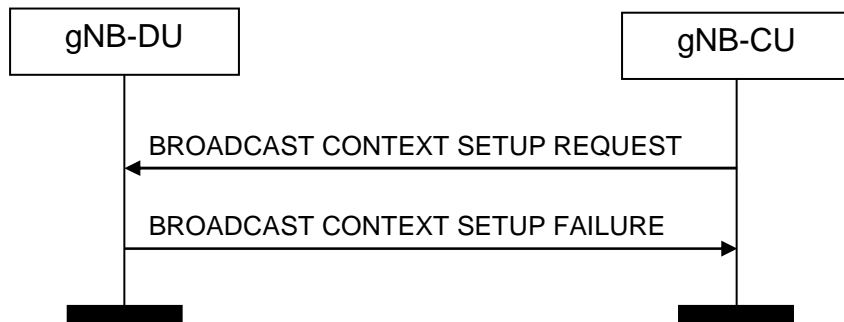 gNB-DU
gNB-CU
BROADCAST CONTEXT SETUP REQUEST
BROADCAST CONTEXT SETUP FAILURE